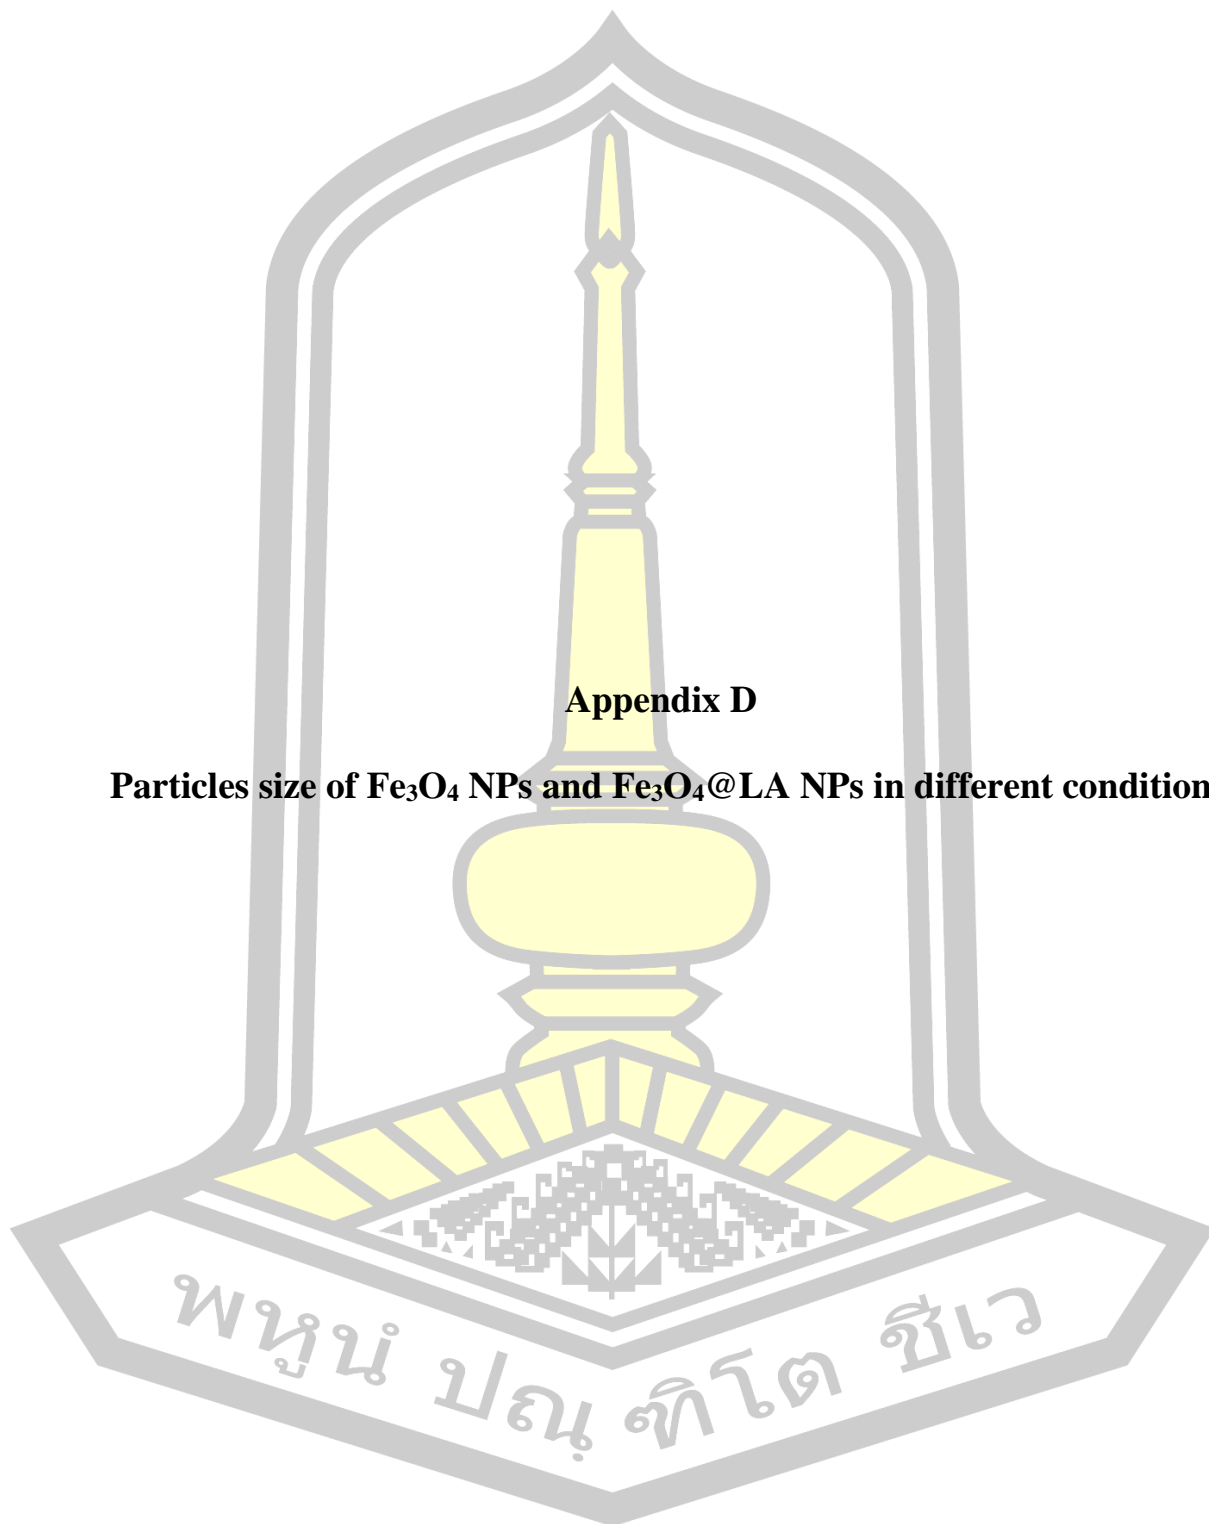 Appendix D
Particles size of Fe₃O₄ NPs and Fe₃O₄@LA NPs in different condition
พหูนํ ปณฺฑิโต ชีเว